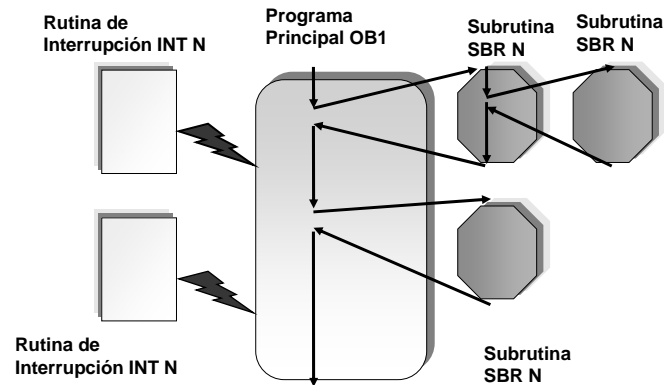 Rutina de
Interrupción INT N
Programa
Principal OB1
Subrutina
SBR N
Subrutina
SBR N
Rutina de
Interrupción INT N
Subrutina
SBR N